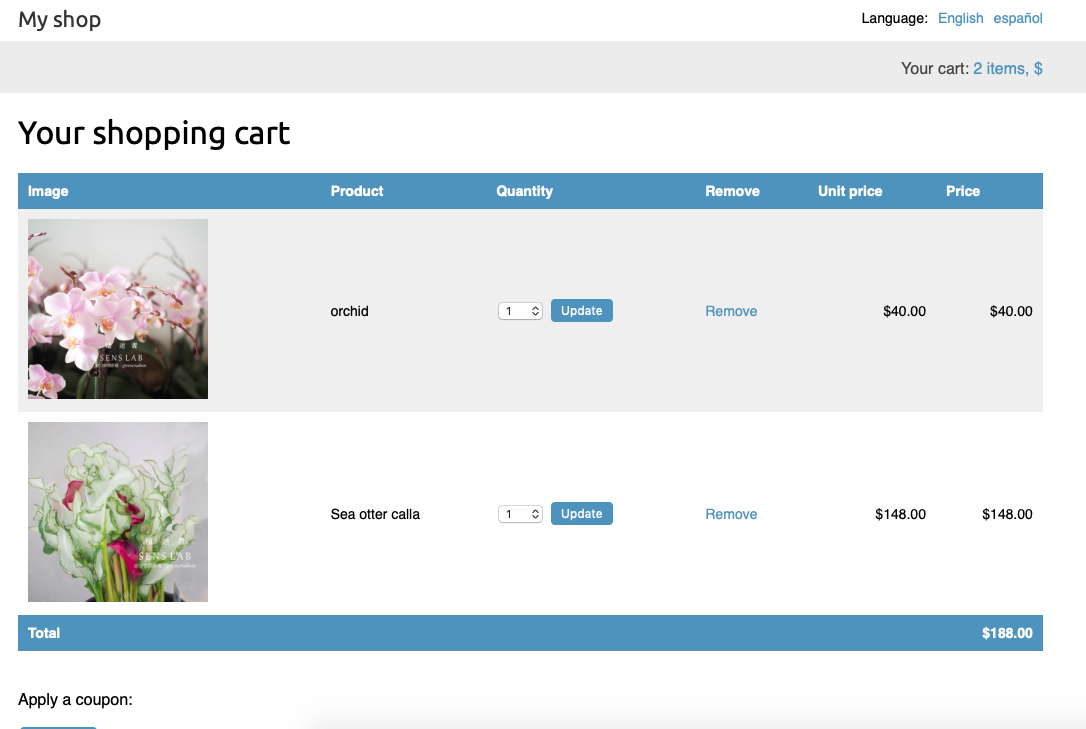 My shop
Language: English español
Your cart: 2 items, $
Your shopping cart
Image Product Quantity Remove Unit price Price
SENS LAB
orchid 1 Update Remove $40.00 $40.00
SENS LAB
Sea otter calla 1 Update Remove $148.00 $148.00
Total $188.00
Apply a coupon: